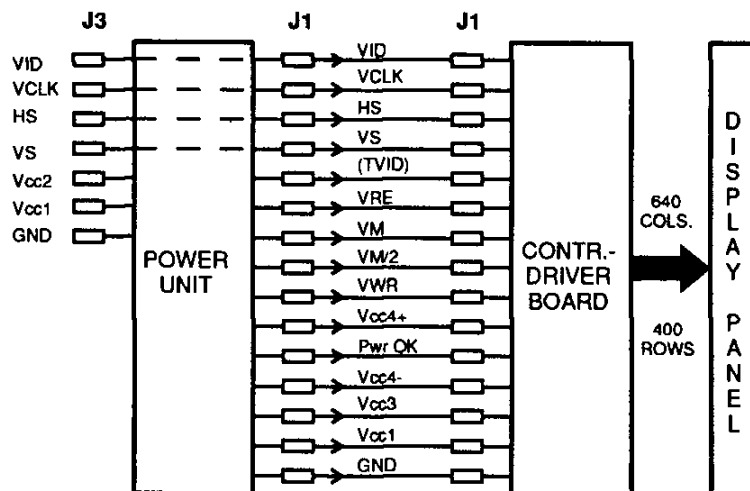 J3
J1
J1
VID
VCLK
HS
VS
Vcc2
Vcc1
GND
POWER
UNIT
VID
VCLK
HS
VS
(TVID)
VRE
VM
VM/2
VWR
Vcc4+
Pwr OK
Vcc4-
Vcc3
Vcc1
GND
CONTR.-
DRIVER
BOARD
640
COLS.
400
ROWS
DISPLAY PANEL